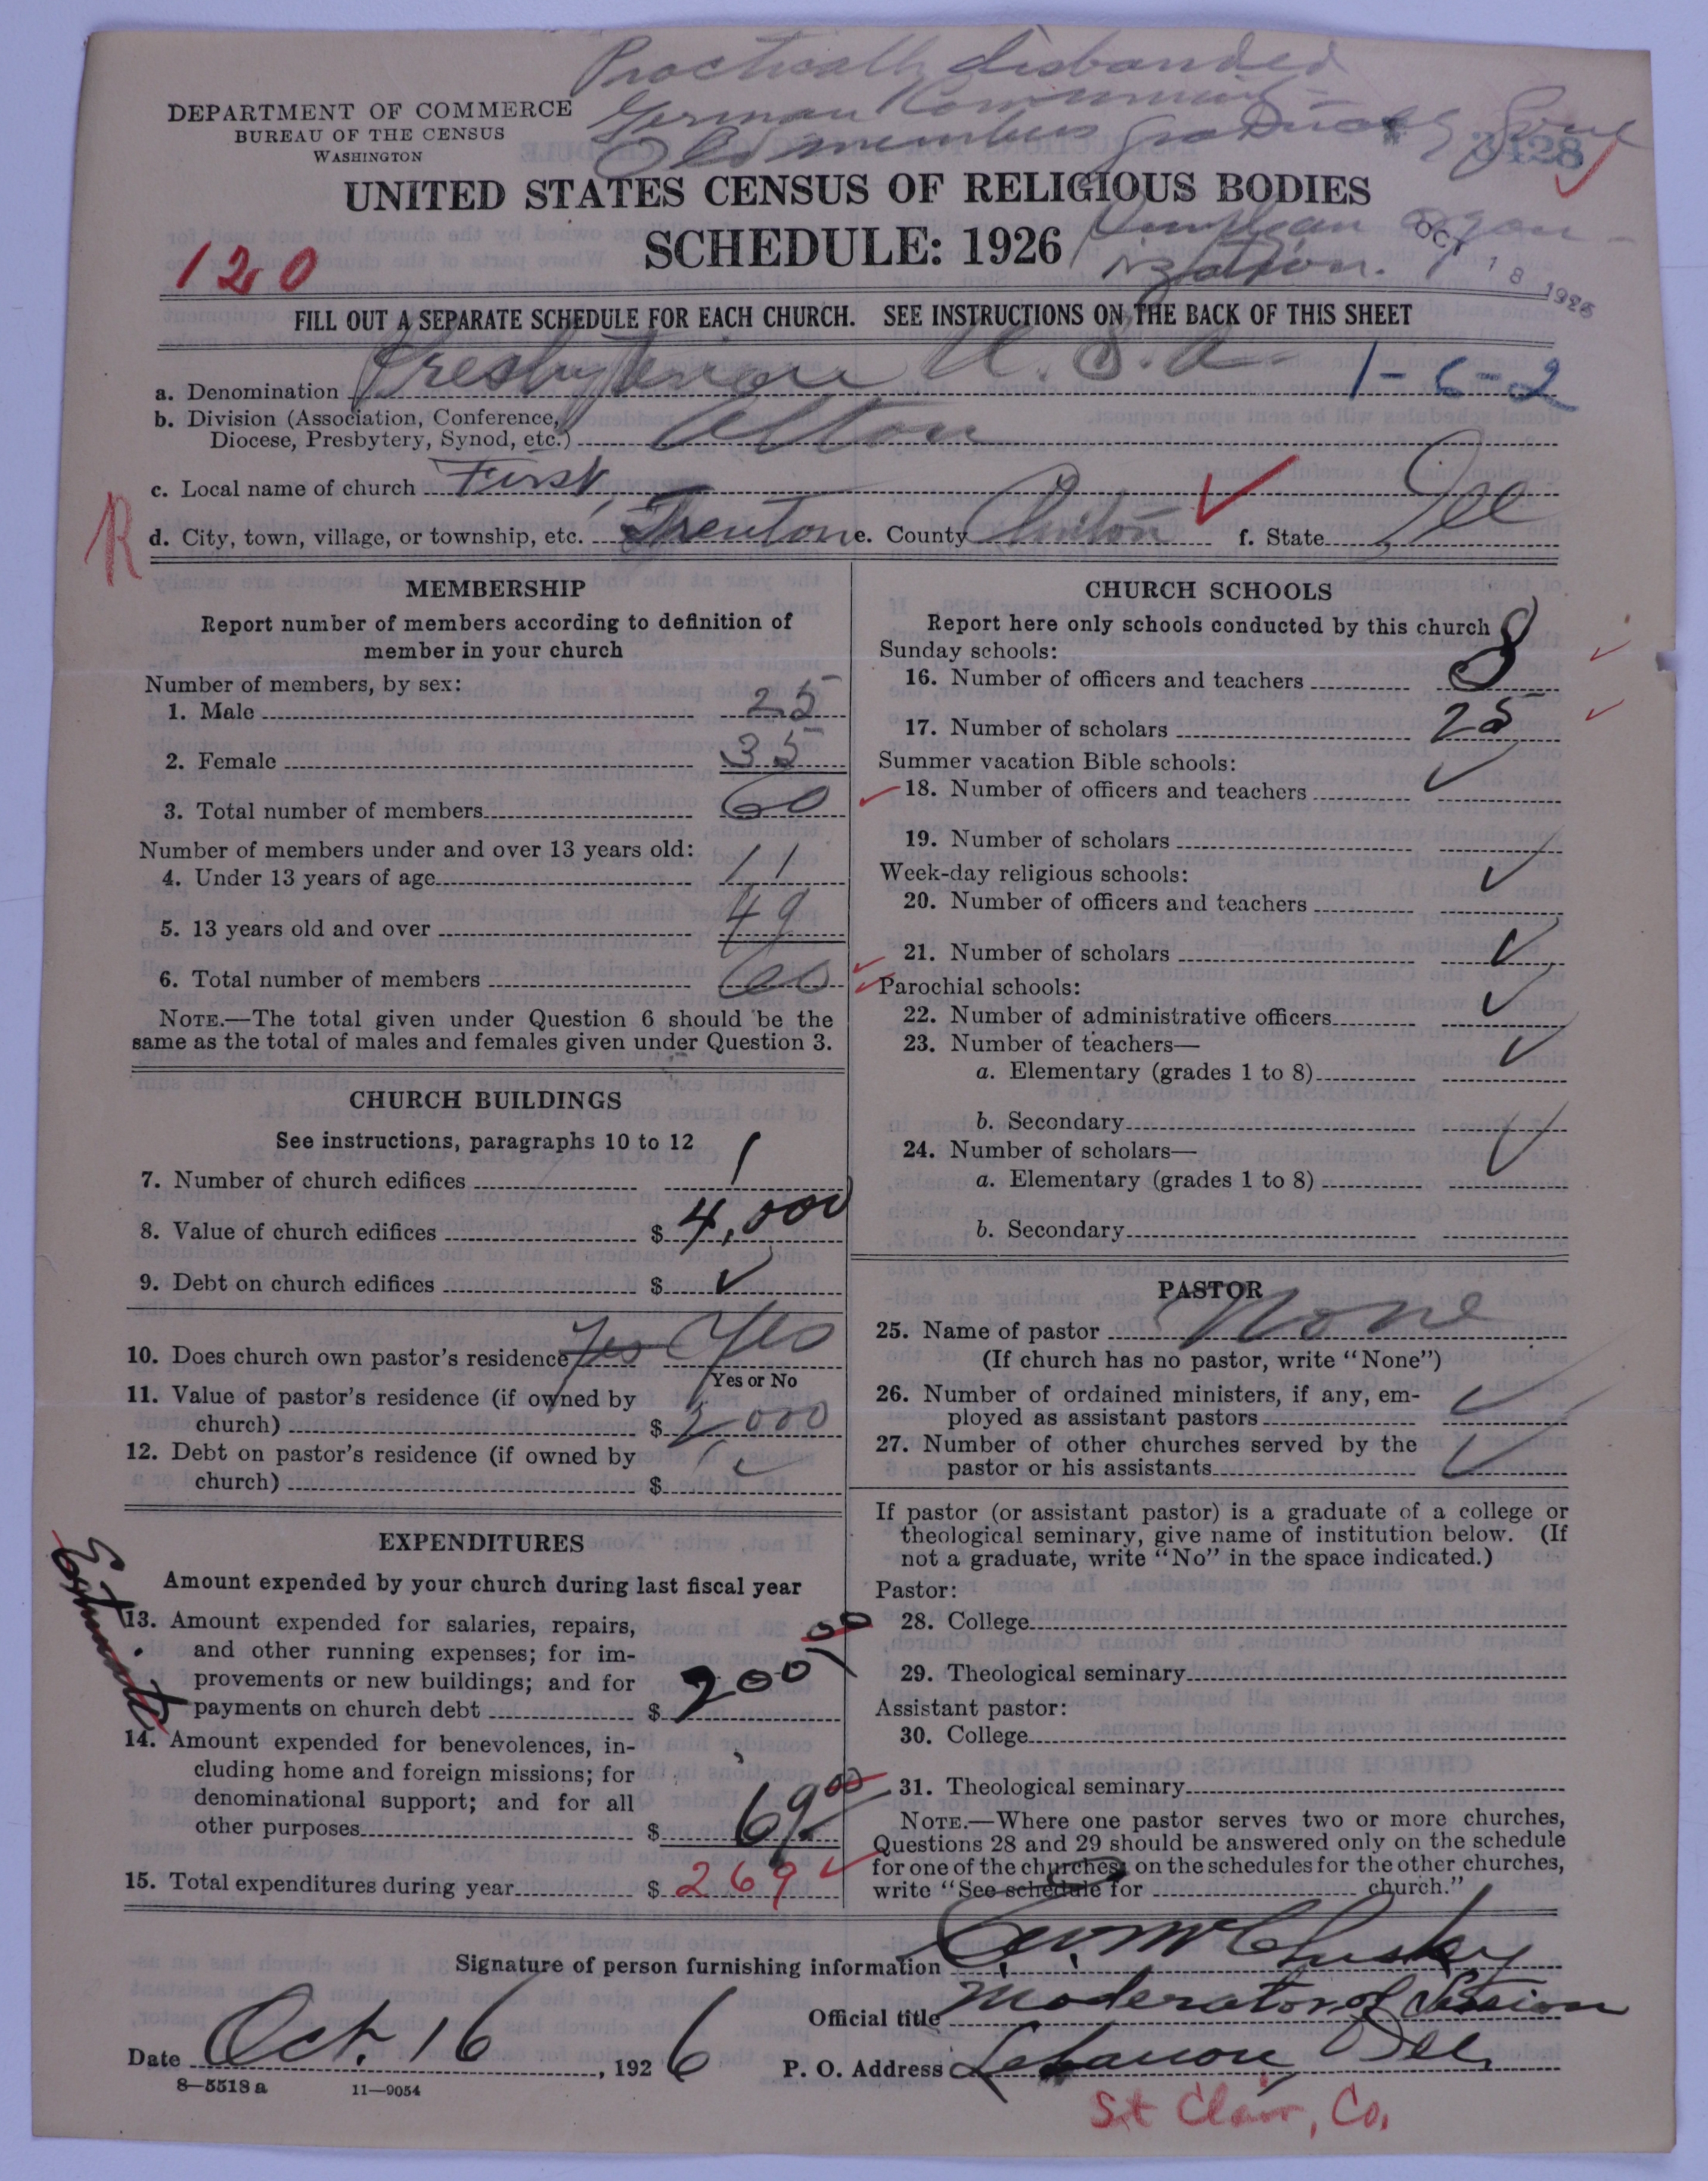 Practically disbanded
German Community
Old members gradually gone
DEPARTMENT OF COMMERCE
BUREAU OF THE CENSUS
WASHINGTON
3428
UNITED STATES CENSUS OF RELIGIOUS BODIES
SCHEDULE: 1926
organ-
ization.
OCT 18 1926
120
FILL OUT A SEPARATE SCHEDULE FOR EACH CHURCH. SEE INSTRUCTIONS ON THE BACK OF THIS SHEET
a. Denomination Presbyterian U.S.A 1-6-2
b. Division (Association, Conference,
Diocese, Presbytery, Synod, etc.) Alton
c. Local name of church First,
R
d. City, town, village, or township, etc. Trenton e. County Clinton f. State Ill
MEMBERSHIP
Report number of members according to definition of
member in your church
Number of members, by sex:
1. Male 25
2. Female 35
3. Total number of members 60
Number of members under and over 13 years old:
4. Under 13 years of age 11
5. 13 years old and over 49
6. Total number of members 60
NOTE.—The total given under Question 6 should be the
same as the total of males and females given under Question 3.
CHURCH BUILDINGS
See instructions, paragraphs 10 to 12
7. Number of church edifices 1
8. Value of church edifices $ 4,000
9. Debt on church edifices $ ✓
10. Does church own pastor's residence Yes Yes
Yes or No
11. Value of pastor's residence (if owned by
church) $ 2,000
12. Debt on pastor's residence (if owned by
church) $ ✓
EXPENDITURES
Amount expended by your church during last fiscal year
Estimate
13. Amount expended for salaries, repairs,
and other running expenses; for im-
provements or new buildings; and for
payments on church debt $ 200 00
14. Amount expended for benevolences, in-
cluding home and foreign missions; for
denominational support; and for all
other purposes $ 69 00
15. Total expenditures during year $ 269
CHURCH SCHOOLS
Report here only schools conducted by this church
Sunday schools:
16. Number of officers and teachers 8
17. Number of scholars 25
Summer vacation Bible schools:
18. Number of officers and teachers ✓
19. Number of scholars ✓
Week-day religious schools:
20. Number of officers and teachers ✓
21. Number of scholars ✓
Parochial schools:
22. Number of administrative officers ✓
23. Number of teachers—
a. Elementary (grades 1 to 8) ✓
b. Secondary
24. Number of scholars—
a. Elementary (grades 1 to 8) ✓
b. Secondary
PASTOR
25. Name of pastor None
(If church has no pastor, write "None")
26. Number of ordained ministers, if any, em-
ployed as assistant pastors ✓
27. Number of other churches served by the
pastor or his assistants ✓
If pastor (or assistant pastor) is a graduate of a college or
theological seminary, give name of institution below. (If
not a graduate, write "No" in the space indicated.)
Pastor:
28. College
29. Theological seminary
Assistant pastor:
30. College
31. Theological seminary
NOTE.—Where one pastor serves two or more churches,
Questions 28 and 29 should be answered only on the schedule
for one of the churches; on the schedules for the other churches,
write "See schedule for church."
Signature of person furnishing information McClusky
Official title Moderator of Session
Date Oct. 16, 1926 P. O. Address Lebanon, Ill.
8—5518 a 11—9054
St Clair, Co.